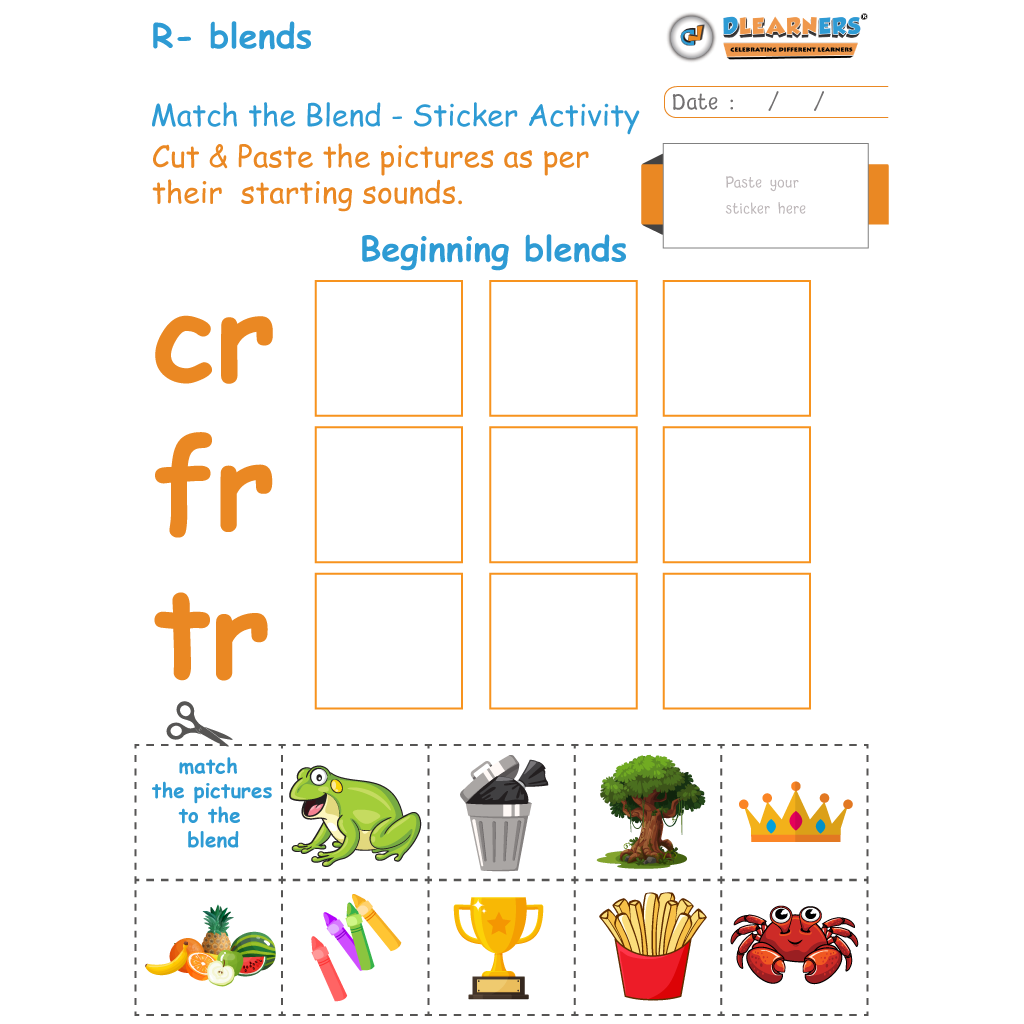 R- blends
DLEARNERS
CELEBRATING DIFFERENT LEARNERS
Date : / /
Match the Blend - Sticker Activity
Cut & Paste the pictures as per
their starting sounds.
Paste your
sticker here
Beginning blends
cr
fr
tr
match
the pictures
to the
blend